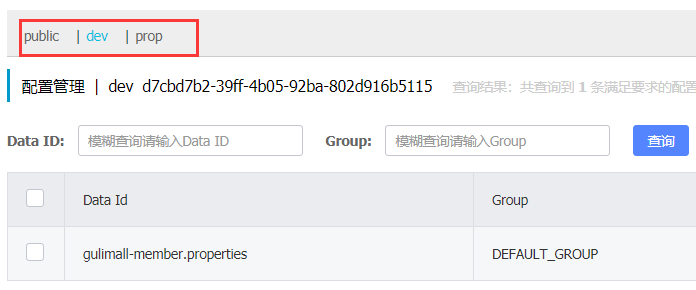 public | dev | prop
配置管理 | dev d7cbd7b2-39ff-4b05-92ba-802d916b5115 查询结果：共查询到 1 条满足要求的配置
Data ID: 模糊查询请输入Data ID Group: 模糊查询请输入Group 查询
Data Id Group
gulimall-member.properties DEFAULT_GROUP